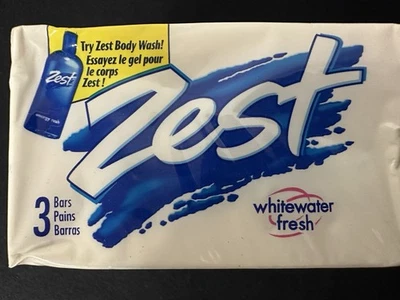 Try Zest Body Wash!
Essayez le gel pour
le corps
Zest !
Zest
Zest
3 Bars
Pains
Barras
whitewater
fresh